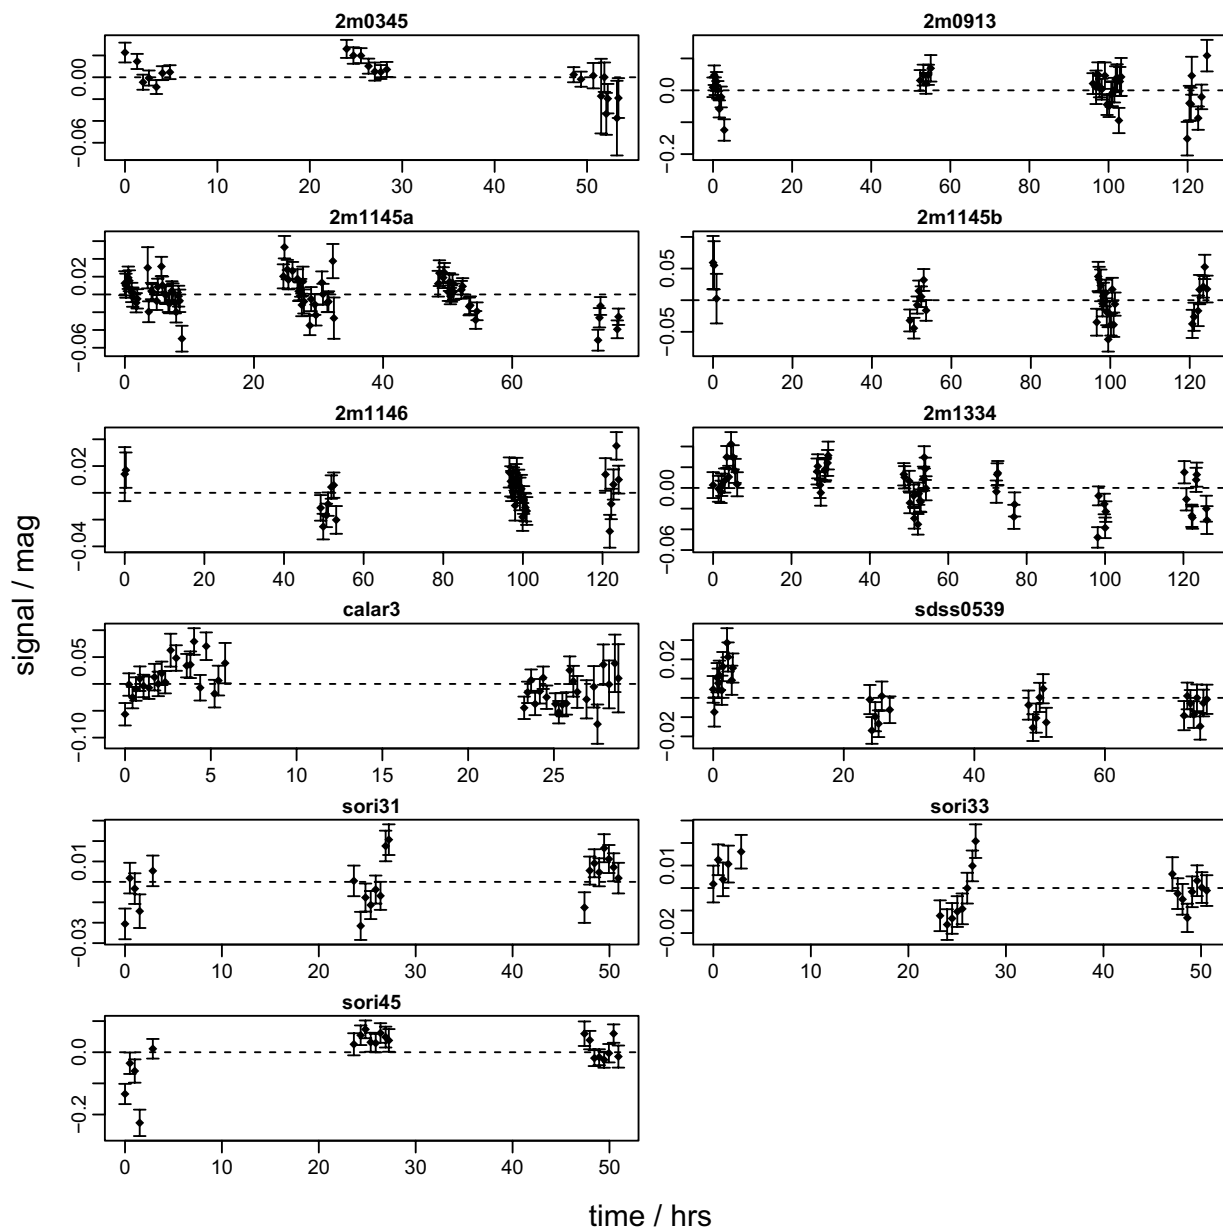 2m0345
2m0913
0.00
−0.06
0 10 20 30 40 50
0.0
−0.2
0 20 40 60 80 100 120
2m1145a
2m1145b
0.02
−0.06
0 20 40 60
0.05
−0.05
0 20 40 60 80 100 120
2m1146
2m1334
0.02
−0.04
0 20 40 60 80 100 120
0.00
−0.06
0 20 40 60 80 100 120
calar3
sdss0539
0.05
−0.10
0 5 10 15 20 25
0.02
−0.02
0 20 40 60
sori31
sori33
0.01
−0.03
0 10 20 30 40 50
0.01
−0.02
0 10 20 30 40 50
sori45
0.0
−0.2
0 10 20 30 40 50
signal / mag
time / hrs